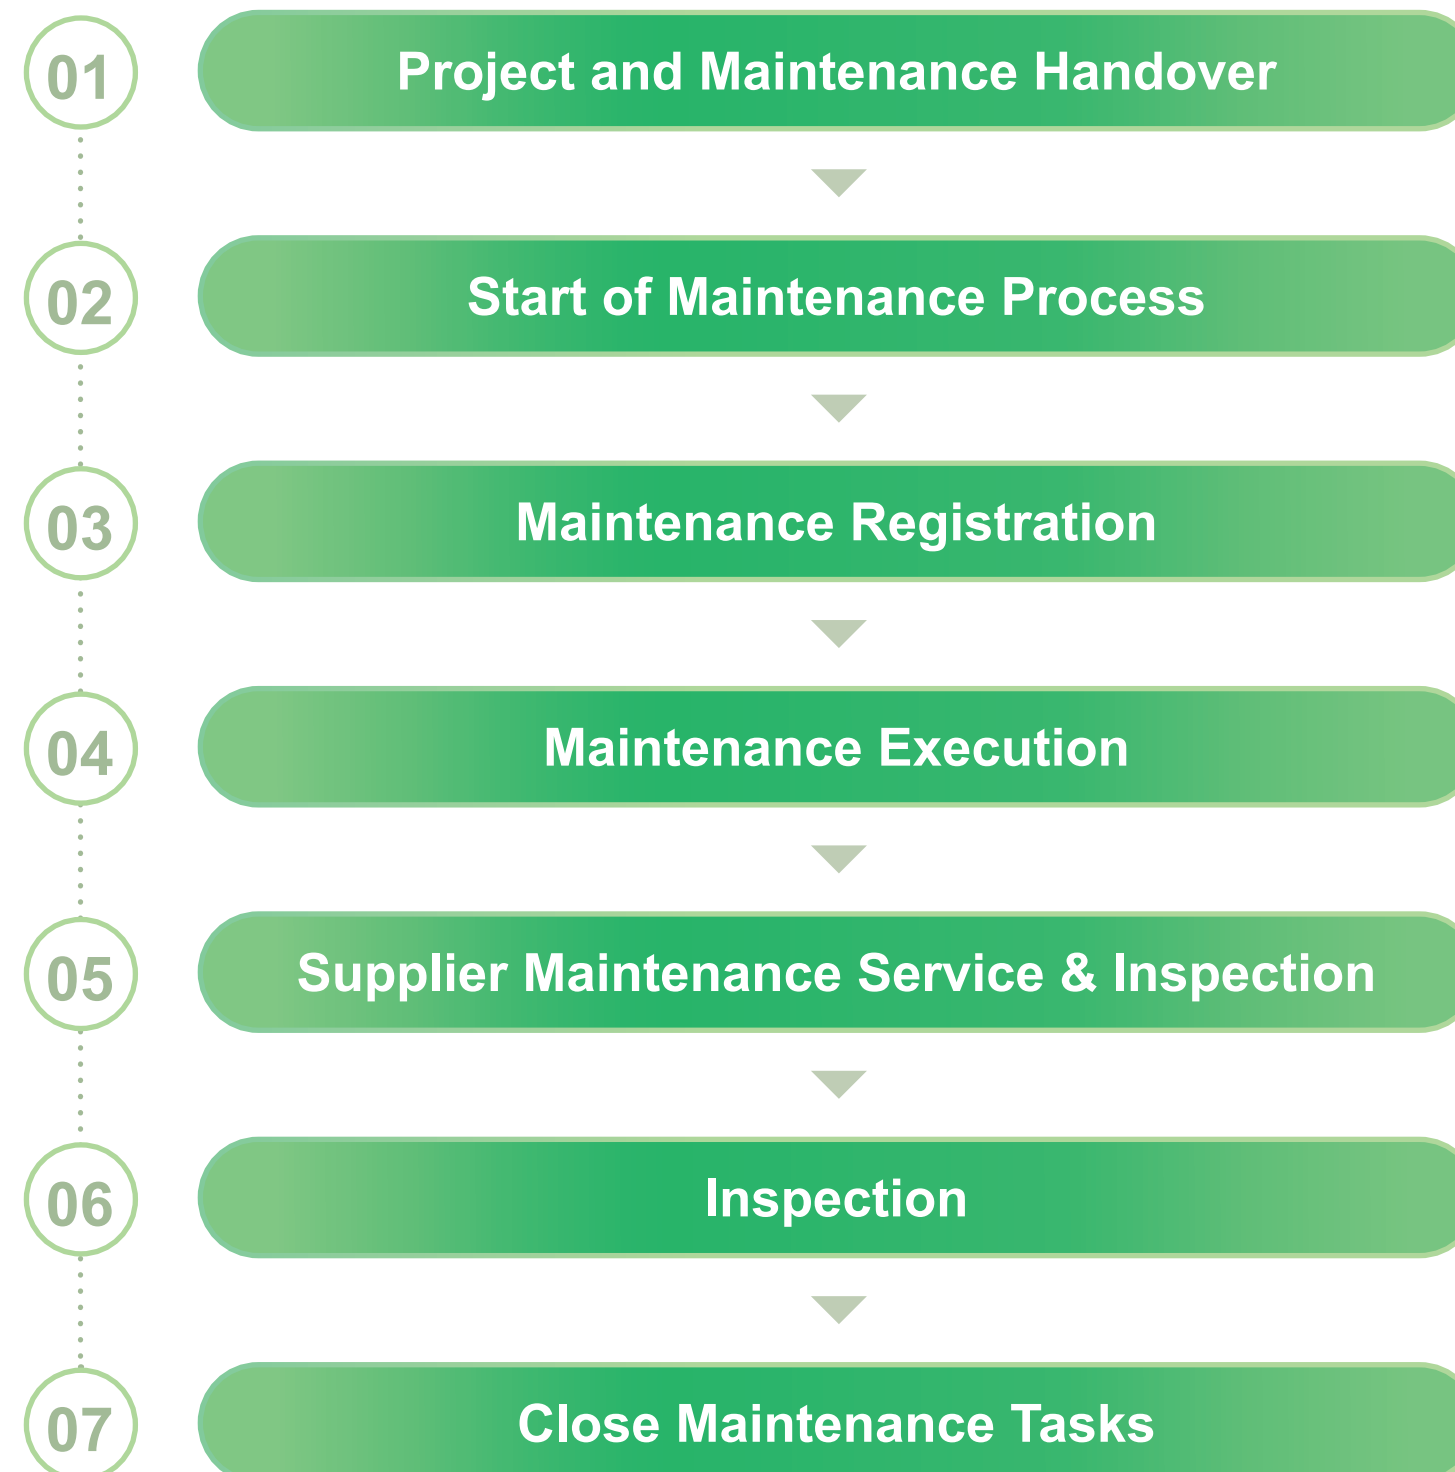 01
Project and Maintenance Handover
02
Start of Maintenance Process
03
Maintenance Registration
04
Maintenance Execution
05
Supplier Maintenance Service & Inspection
06
Inspection
07
Close Maintenance Tasks